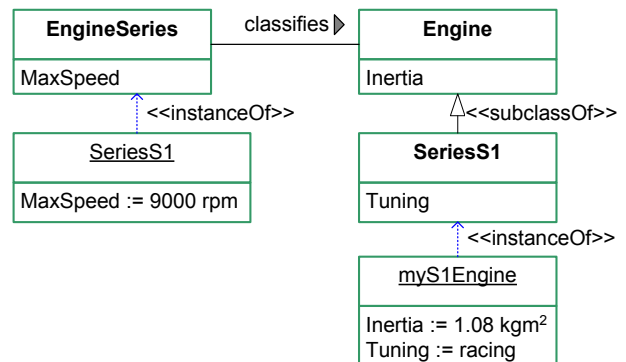 EngineSeries
MaxSpeed
classifies
Engine
Inertia
<<instanceOf>>
<<subclassOf>>
SeriesS1
MaxSpeed := 9000 rpm
SeriesS1
Tuning
<<instanceOf>>
myS1Engine
Inertia := 1.08 kgm²
Tuning := racing